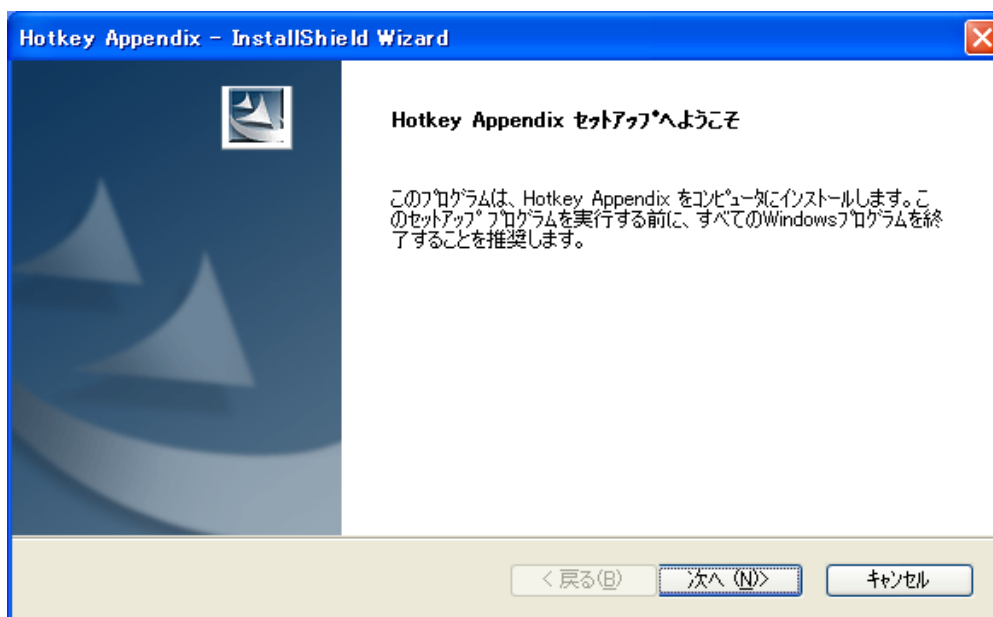 Hotkey Appendix - InstallShield Wizard
Hotkey Appendix ｾｯﾄｱｯﾌﾟへようこそ
このﾌﾟﾛｸﾞﾗﾑは、Hotkey Appendix をｺﾝﾋﾟｭｰﾀにインストールします。こ
のｾｯﾄｱｯﾌﾟ ﾌﾟﾛｸﾞﾗﾑを実行する前に、すべてのWindowsﾌﾟﾛｸﾞﾗﾑを終
了することを推奨します。
< 戻る(B)
次へ (N)>
ｷｬﾝｾﾙ